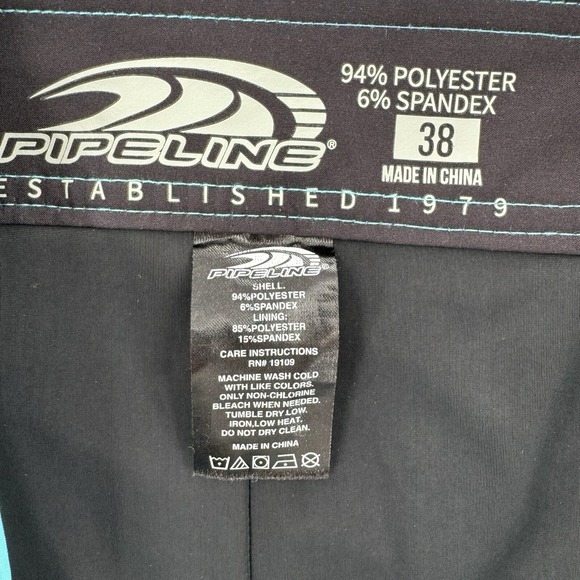 PIPELINE®
94% POLYESTER
6% SPANDEX
38
MADE IN CHINA
ESTABLISHED 1979
PIPELINE
SHELL:
94%POLYESTER
6%SPANDEX
LINING:
85%POLYESTER
15%SPANDEX
CARE INSTRUCTIONS
RN# 19109
MACHINE WASH COLD
WITH LIKE COLORS.
ONLY NON-CHLORINE
BLEACH WHEN NEEDED.
TUMBLE DRY LOW.
IRON,LOW HEAT.
DO NOT DRY CLEAN.
MADE IN CHINA